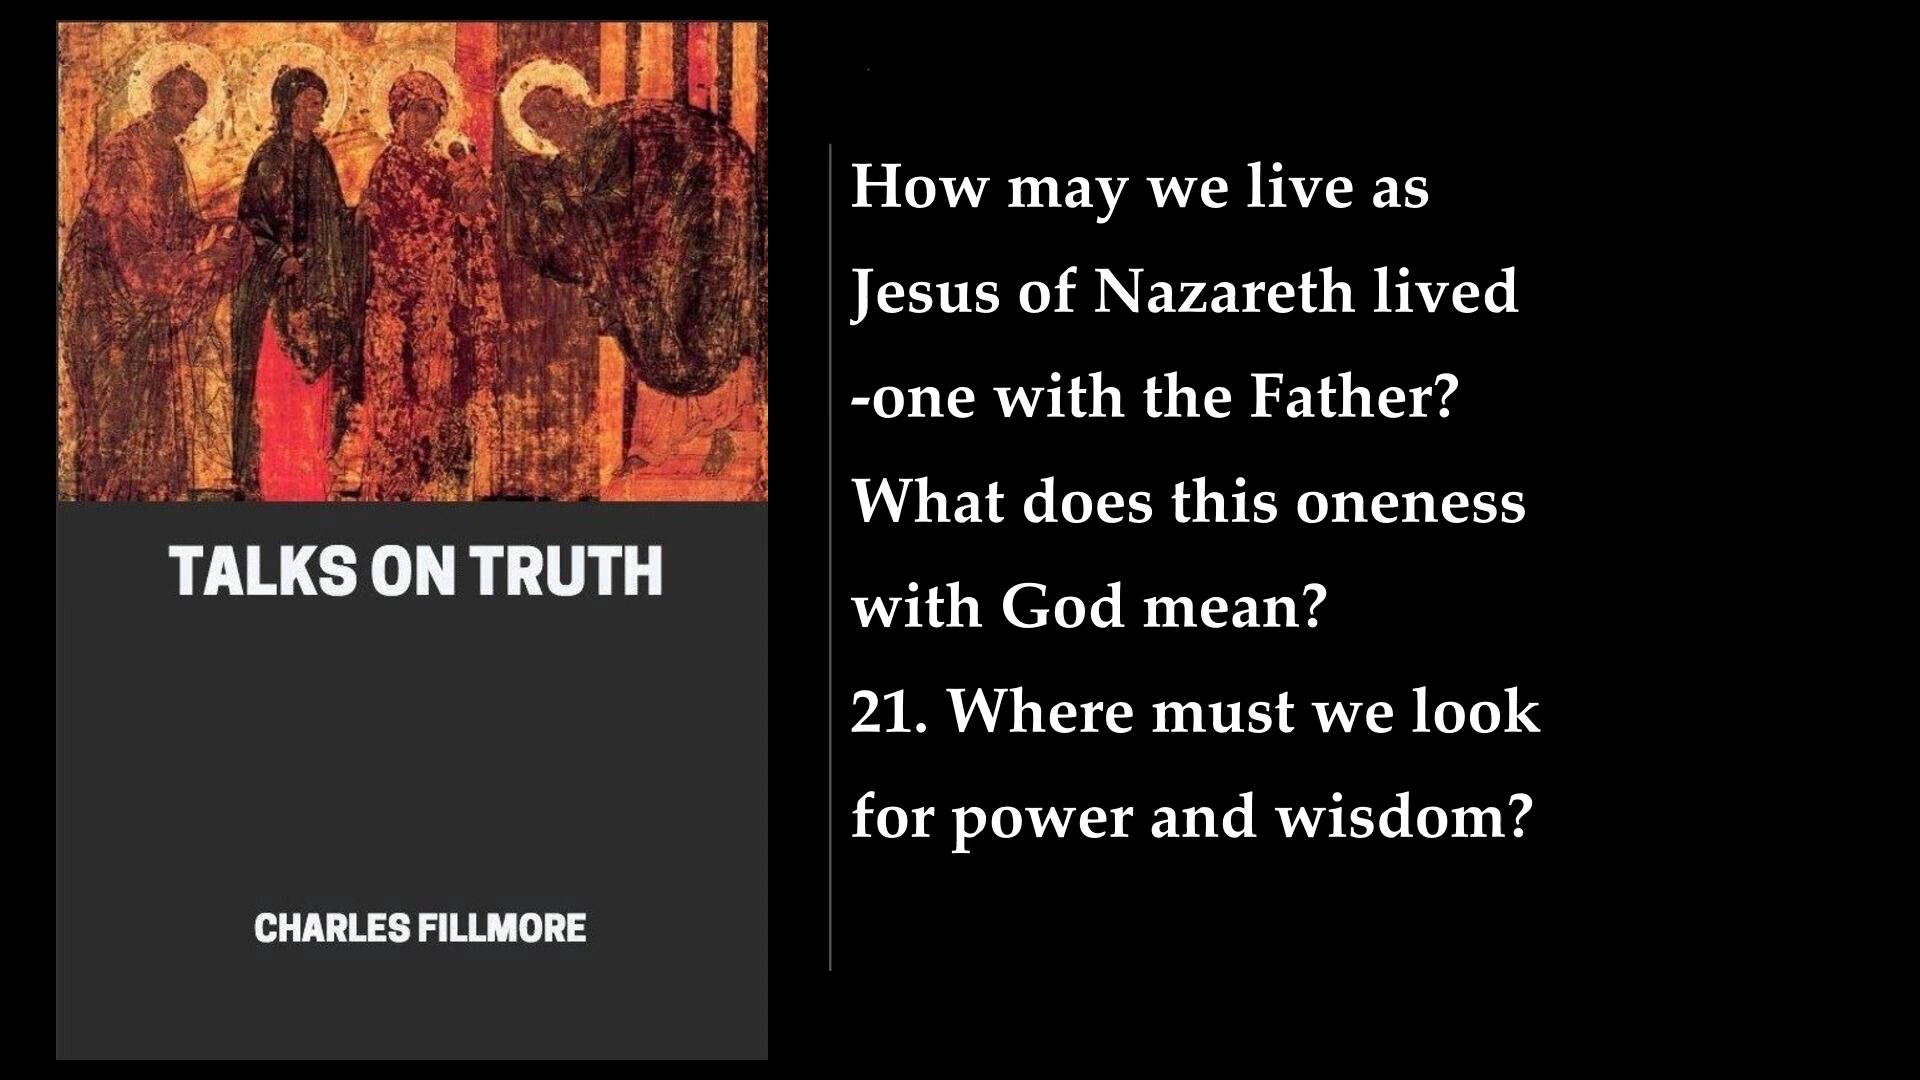 TALKS ON TRUTH
CHARLES FILLMORE
How may we live as
Jesus of Nazareth lived
-one with the Father?
What does this oneness
with God mean?
21. Where must we look
for power and wisdom?